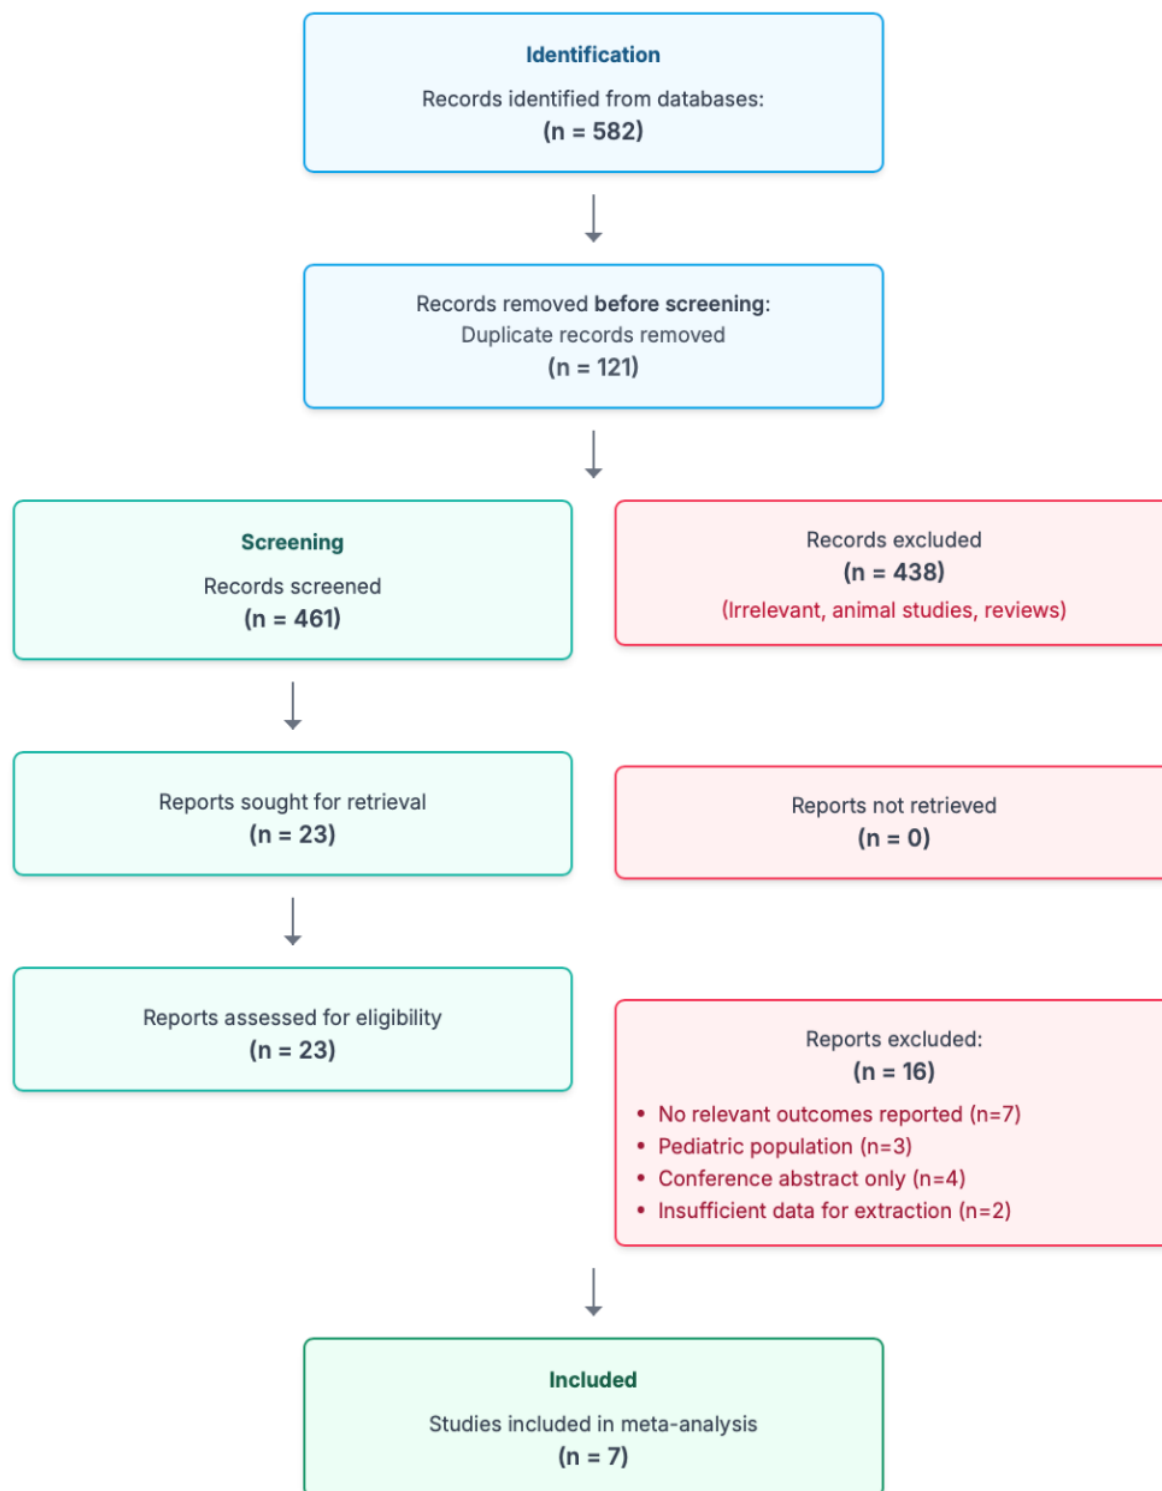 Identification
Records identified from databases:
(n = 582)
Records removed before screening:
Duplicate records removed
(n = 121)
Screening
Records screened
(n = 461)
Records excluded
(n = 438)
(Irrelevant, animal studies, reviews)
Reports sought for retrieval
(n = 23)
Reports not retrieved
(n = 0)
Reports assessed for eligibility
(n = 23)
Reports excluded:
(n = 16)
• No relevant outcomes reported (n=7)
• Pediatric population (n=3)
• Conference abstract only (n=4)
• Insufficient data for extraction (n=2)
Included
Studies included in meta-analysis
(n = 7)